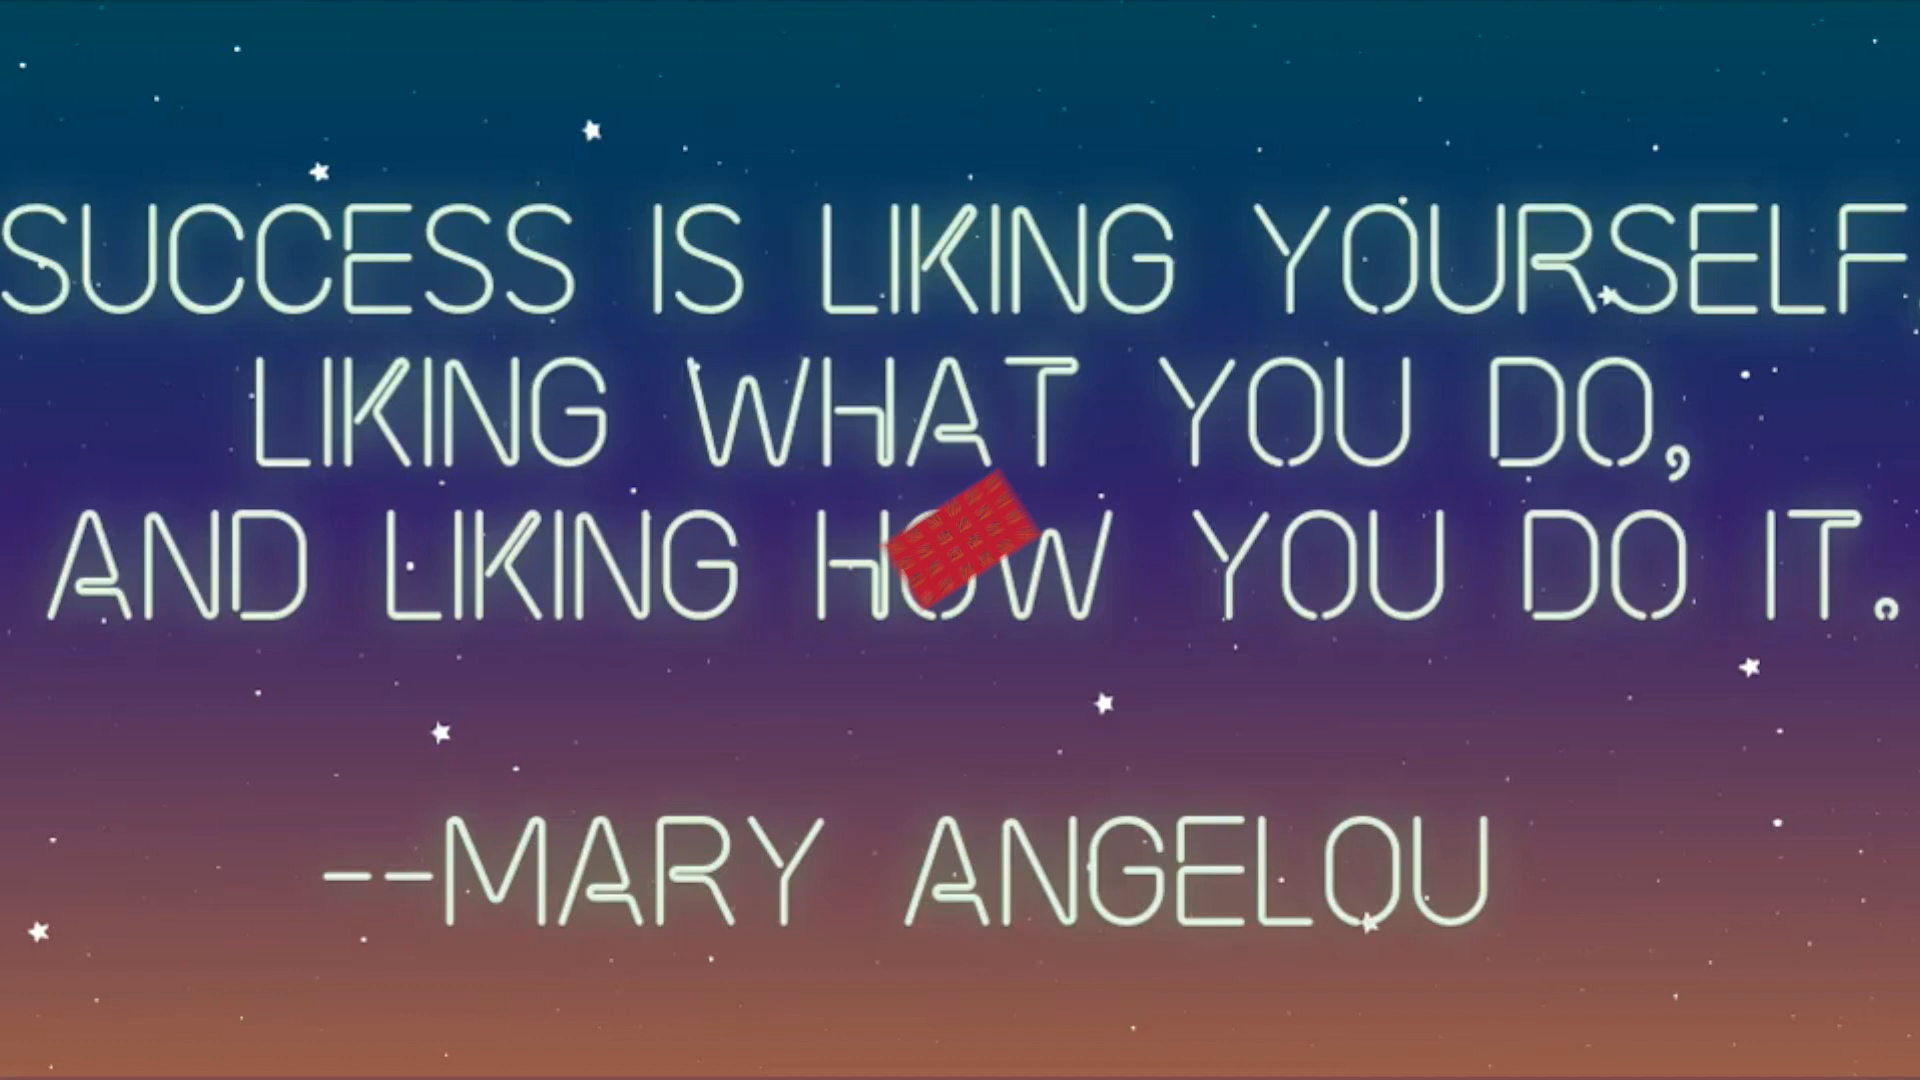 SUCCESS IS LIKING YOURSELF,
LIKING WHAT YOU DO,
AND LIKING HOW YOU DO IT.
--MARY ANGELOU